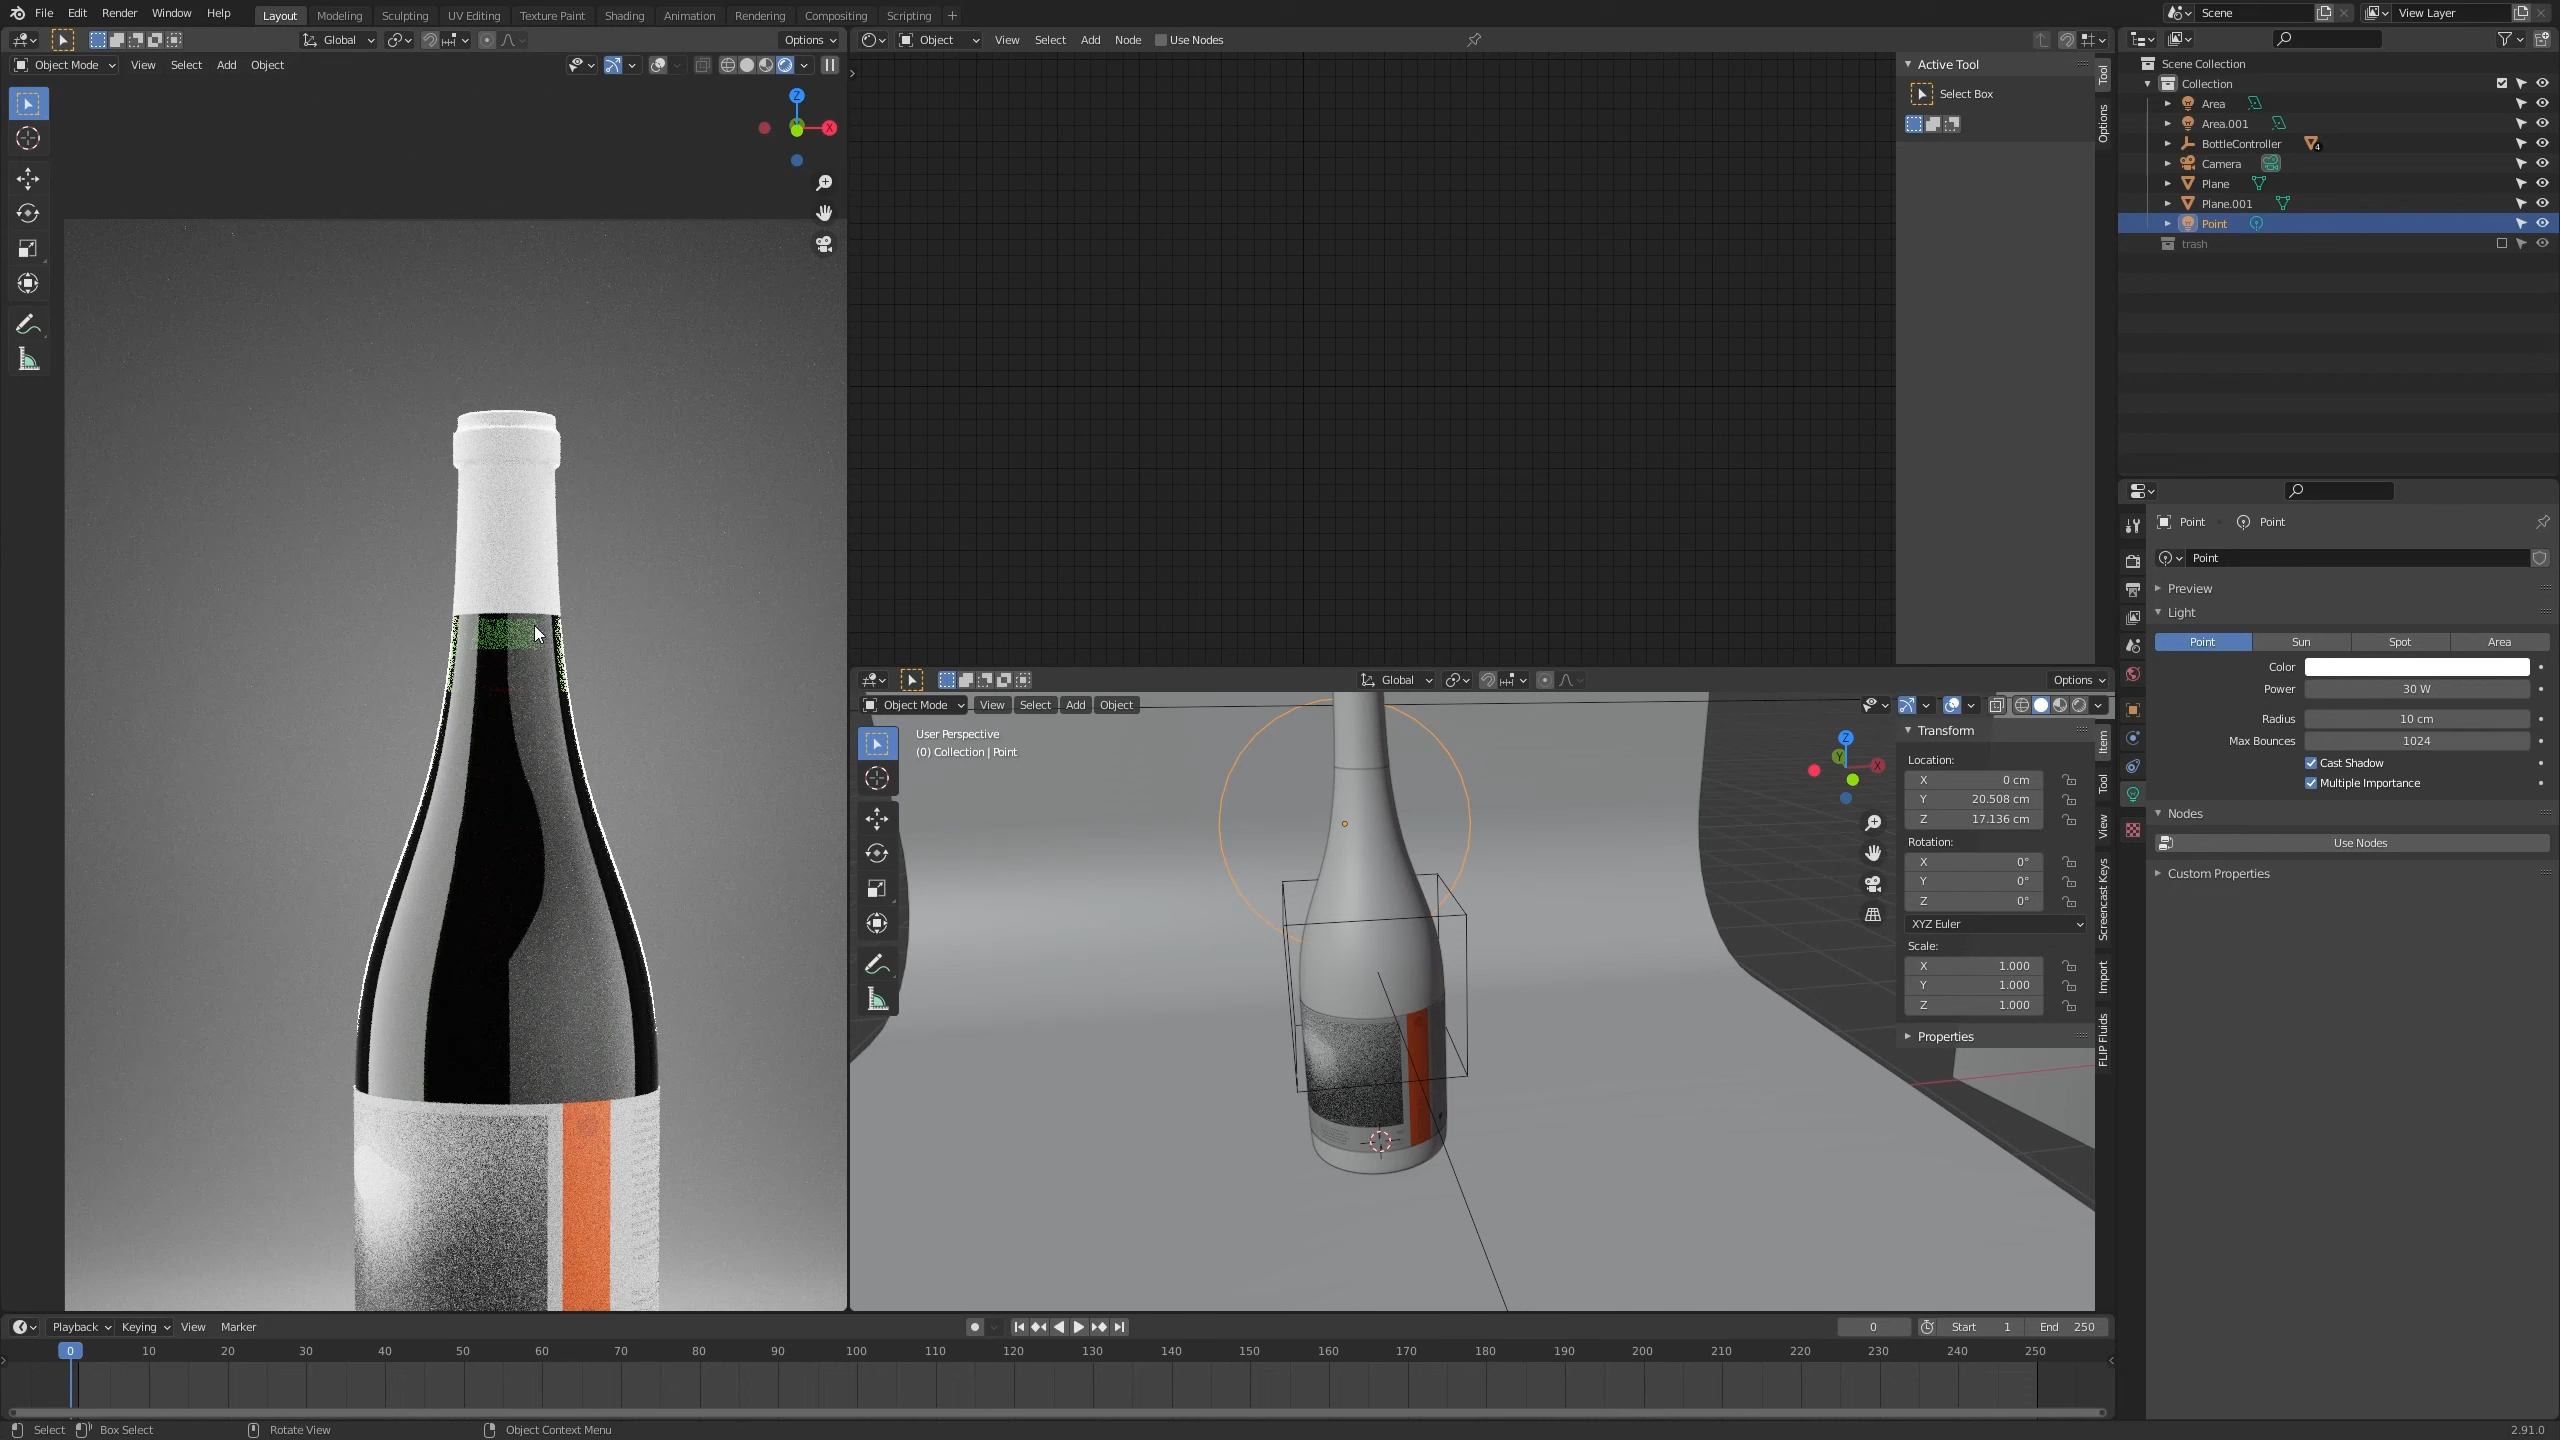 File Edit Render Window Help Layout Modeling Sculpting UV Editing Texture Paint Shading Animation Rendering Compositing Scripting + Scene View Layer
Global Options
Object Mode View Select Add Object
Z
X
Object View Select Add Node Use Nodes
Active Tool
Select Box
Tool
Options
Scene Collection
Collection
Area
Area.001
BottleController 4
Camera
Plane
Plane.001
Point
trash
Point Point
Point
Preview
Light
Point Sun Spot Area
Color
Power 30 W
Radius 10 cm
Max Bounces 1024
Cast Shadow
Multiple Importance
Nodes
Use Nodes
Custom Properties
Global Options
Object Mode View Select Add Object
User Perspective
(0) Collection | Point
Z
Y
X
Transform
Location:
X 0 cm
Y 20.508 cm
Z 17.136 cm
Rotation:
X 0°
Y 0°
Z 0°
XYZ Euler
Scale:
X 1.000
Y 1.000
Z 1.000
Properties
Item
Tool
View
Screencast Keys
Import
FLIP Fluids
Playback Keying View Marker 0 Start 1 End 250
0 10 20 30 40 50 60 70 80 90 100 110 120 130 140 150 160 170 180 190 200 210 220 230 240 250
Select Box Select Rotate View Object Context Menu 2.91.0